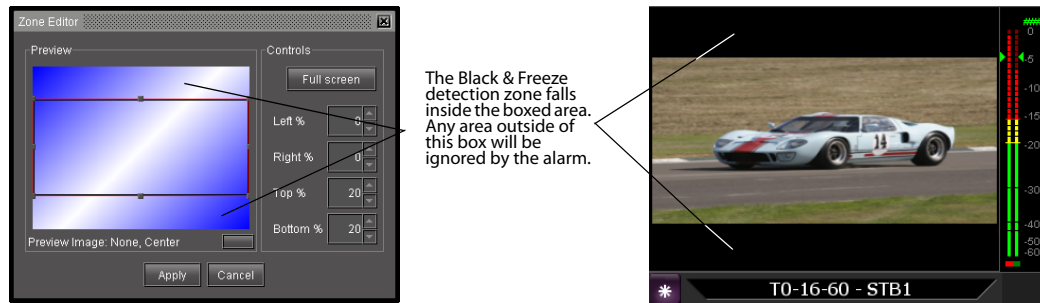 Zone Editor
Preview
Controls
Full screen
Left %
0
Right %
0
Top %
20
Bottom %
20
Preview Image: None, Center
Apply
Cancel
The Black & Freeze
detection zone falls
inside the boxed area.
Any area outside of
this box will be
ignored by the alarm.
14
0
-5
-10
-15
-20
-30
-40
-50
-60
T0-16-60 - STB1